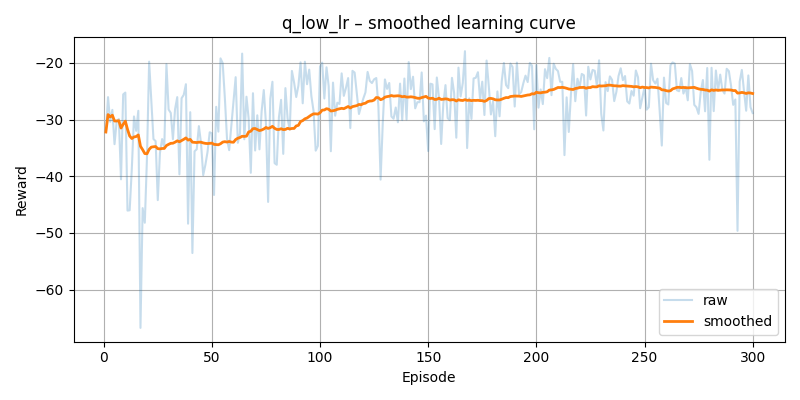 q_low_lr – smoothed learning curve
Reward
−20
−30
−40
−50
−60
0
50
100
150
200
250
300
Episode
raw
smoothed